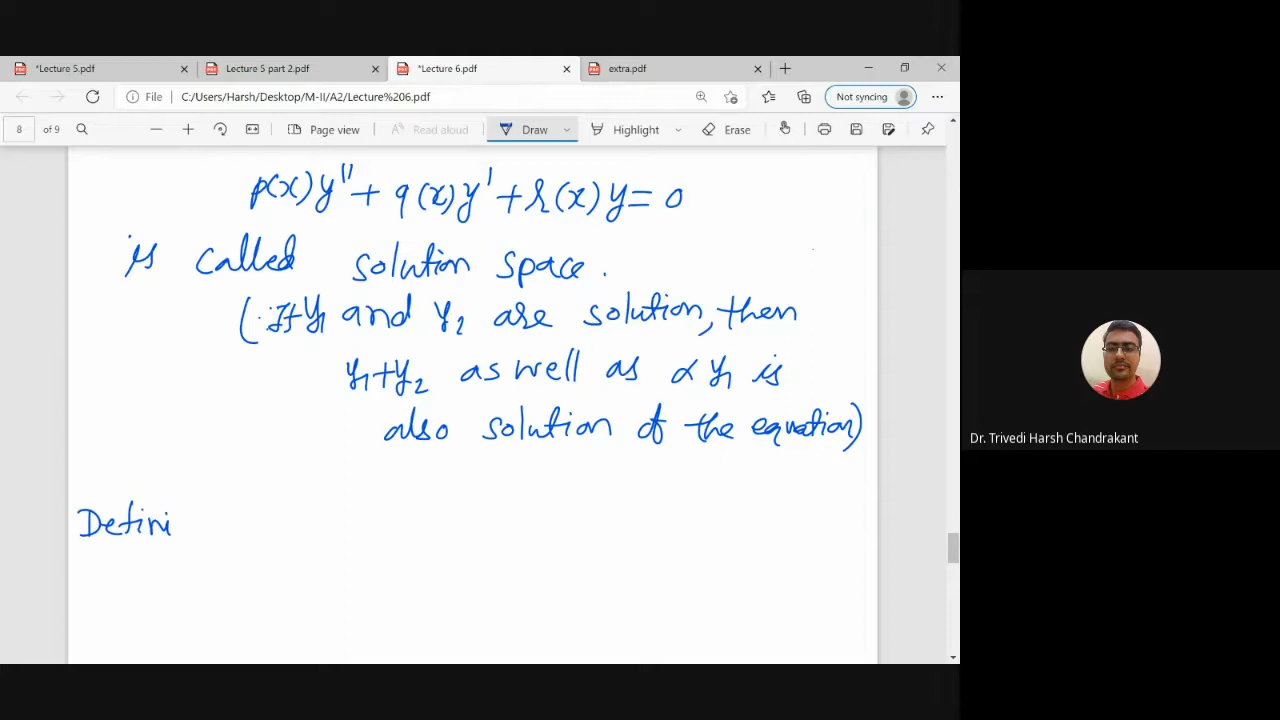 *Lecture 5.pdf
Lecture 5 part 2.pdf
*Lecture 6.pdf
extra.pdf
File
C:/Users/Harsh/Desktop/M-II/A2/Lecture%206.pdf
Not syncing
8 of 9
Page view
Read aloud
Draw
Highlight
Erase
p(x)y'' + q(x)y' + r(x)y = 0
is called solution space.
(∵ If y₁ and y₂ are solution, then
y₁+y₂ as well as α y₁ is
also solution of the equation)
Defini
Dr. Trivedi Harsh Chandrakant